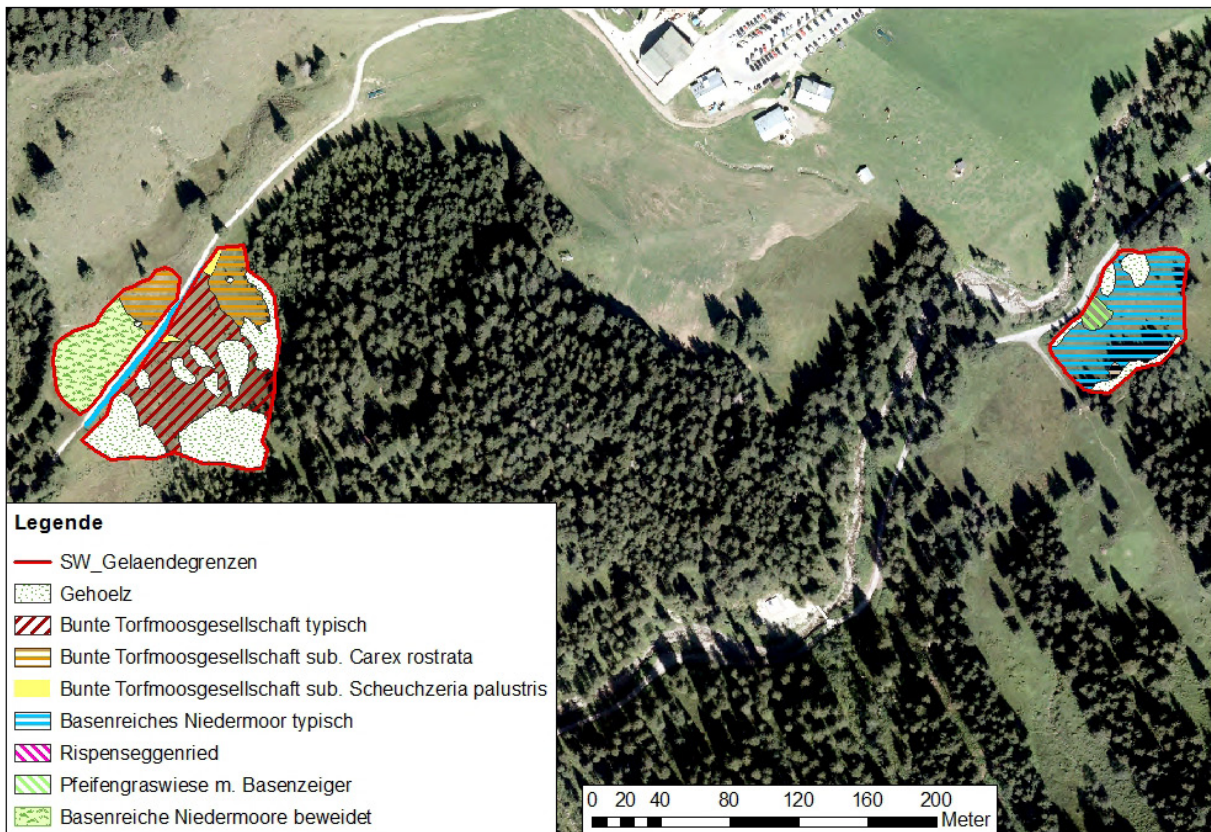 Legende
SW_Gelaendegrenzen
Gehoelz
Bunte Torfmoosgesellschaft typisch
Bunte Torfmoosgesellschaft sub. Carex rostrata
Bunte Torfmoosgesellschaft sub. Scheuchzeria palustris
Basenreiches Niedermoor typisch
Rispenseggenried
Pfeifengraswiese m. Basenzeiger
Basenreiche Niedermoore beweidet
0 20 40 80 120 160 200
Meter